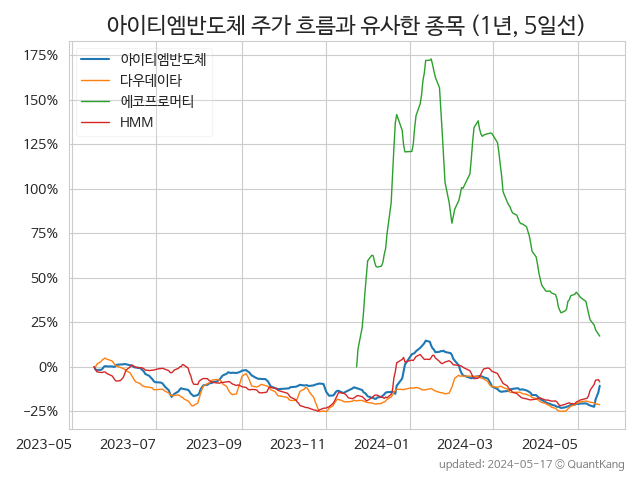 아이티엠반도체 주가 흐름과 유사한 종목 (1년, 5일선)
아이티엠반도체
다우데이타
에코프로머티
HMM
175%
150%
125%
100%
75%
50%
25%
0%
−25%
2023-05 2023-07 2023-09 2023-11 2024-01 2024-03 2024-05
updated: 2024-05-17 © QuantKang